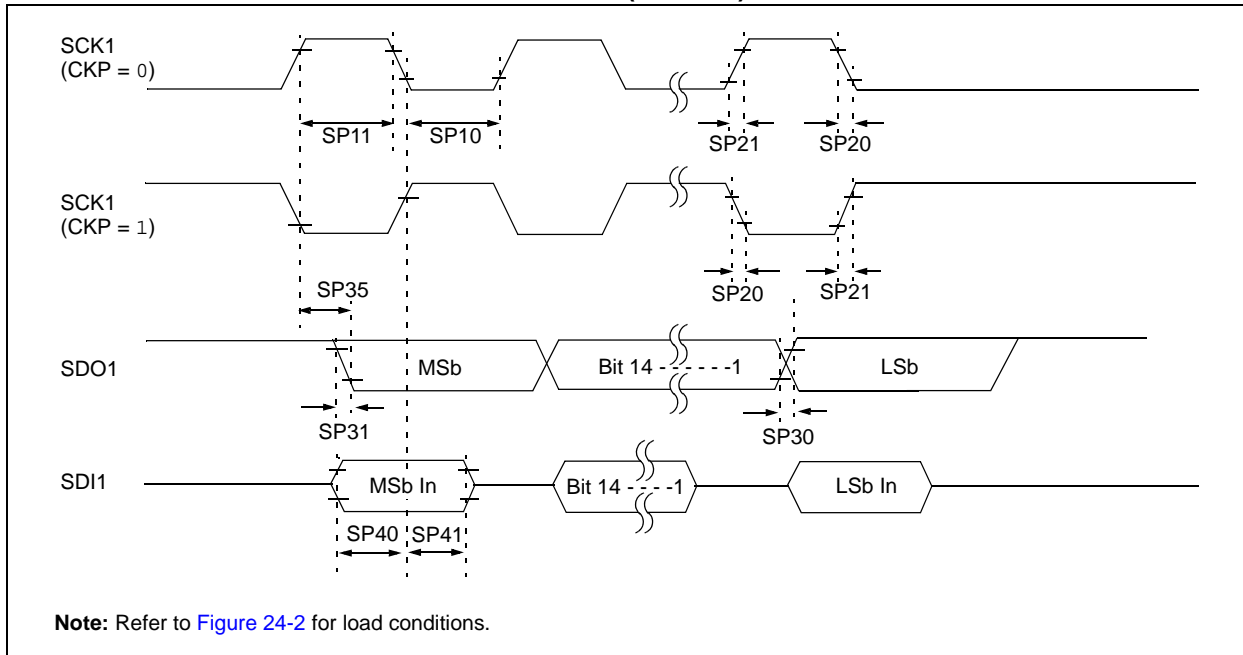 SCK1
(CKP = 0)
SP11
SP10
SP21
SP20
SCK1
(CKP = 1)
SP35
SP20
SP21
SDO1
MSb
Bit 14 - - - - - -1
LSb
SP31
SP30
SDI1
MSb In
Bit 14 - - - - -1
LSb In
SP40
SP41
Note: Refer to Figure 24-2 for load conditions.